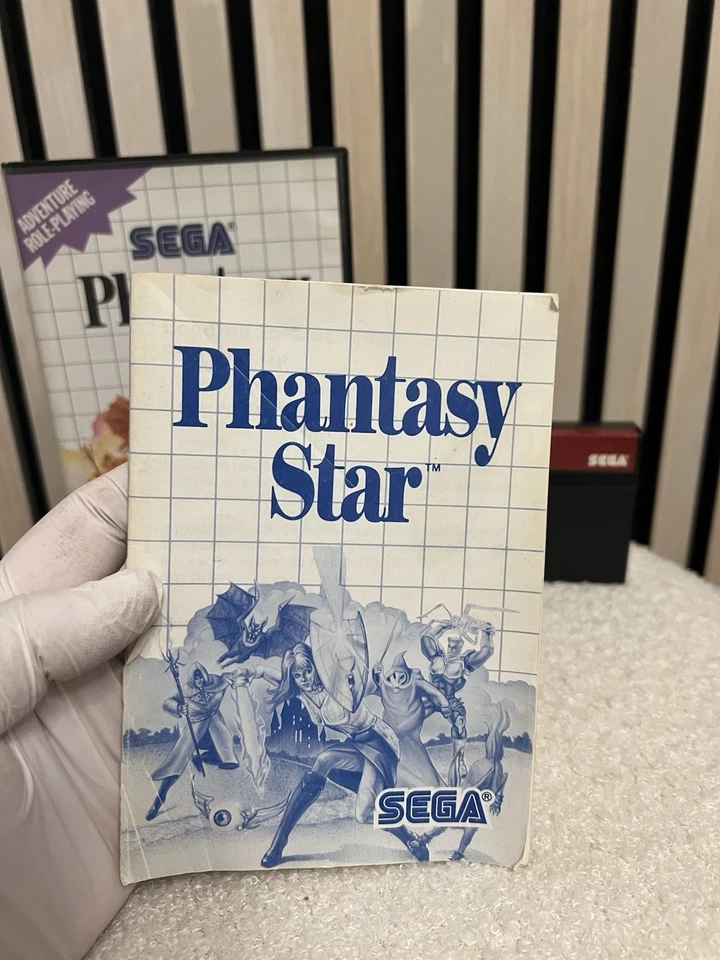 ADVENTURE
ROLE-PLAYING
SEGA®
Phantasy
Star™
SEGA®
SEGA